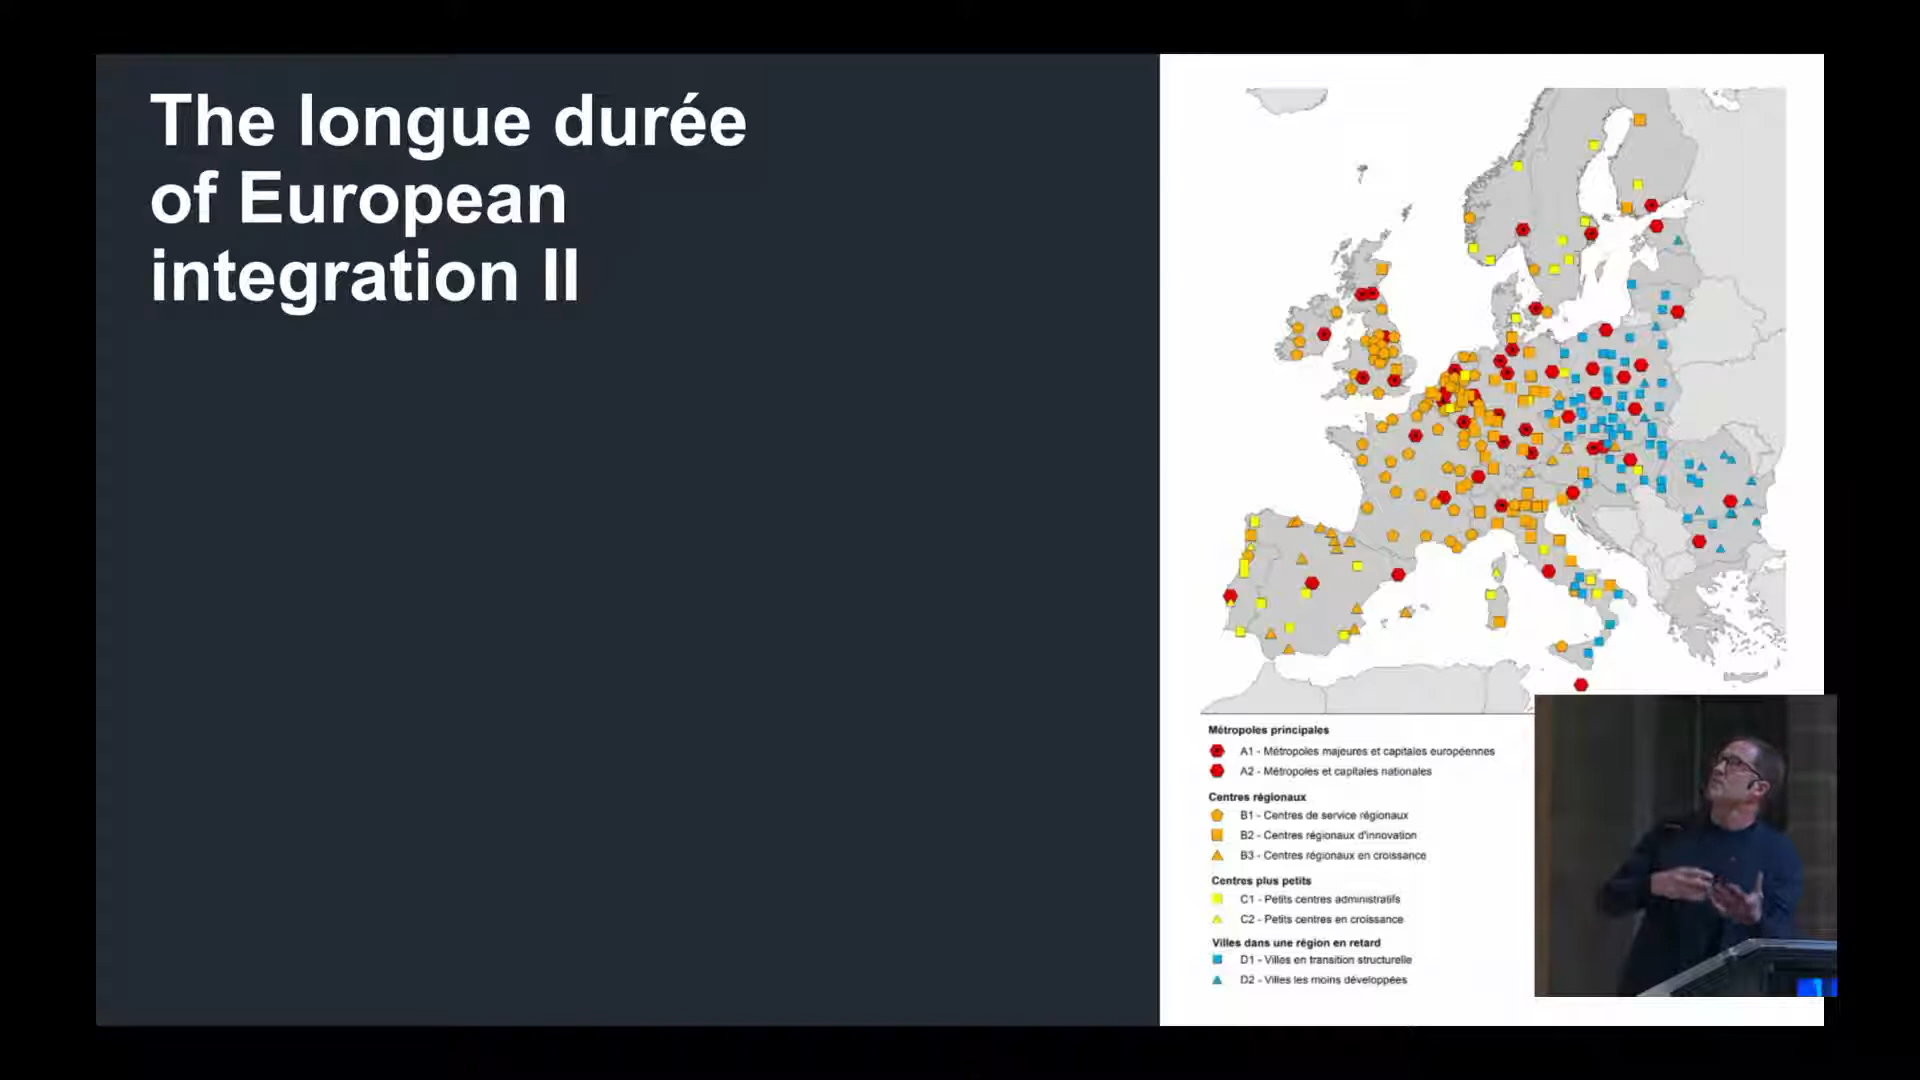 The longue durée
of European
integration II
Métropoles principales
A1 - Métropoles majeures et capitales européennes
A2 - Métropoles et capitales nationales
Centres régionaux
B1 - Centres de service régionaux
B2 - Centres régionaux d'innovation
B3 - Centres régionaux en croissance
Centres plus petits
C1 - Petits centres administratifs
C2 - Petits centres en croissance
Villes dans une région en retard
D1 - Villes en transition structurelle
D2 - Villes les moins développées